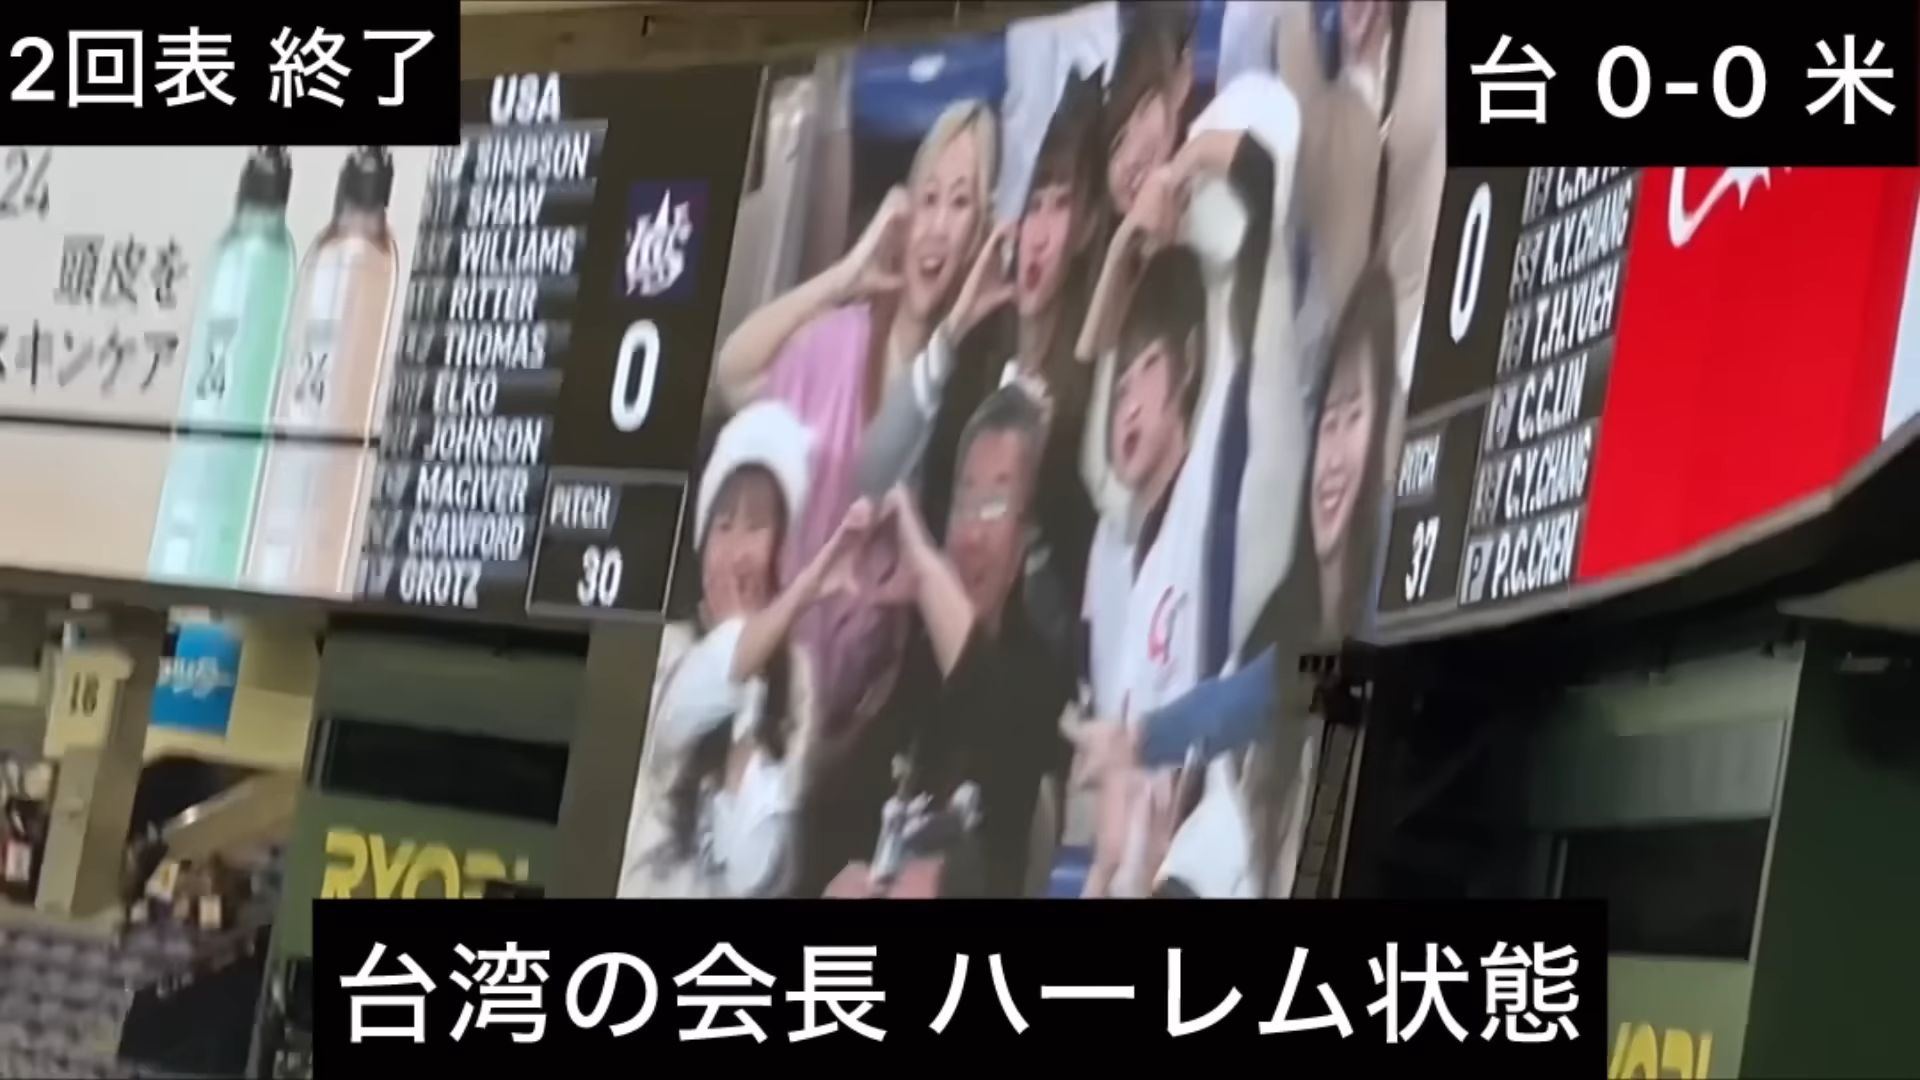 2回表 終了
台 0-0 米
USA
SIMPSON
SHAW
WILLIAMS
RITTER
THOMAS
ELKO
JOHNSON
MACIVER
CRAWFORD
GROTZ
0
PITCH
30
24
頭皮を
スキンケア
24
24
0
K.Y.CHANG
T.H.YUEH
C.C.LIN
C.Y.CHANG
P P.C.CHEN
PITCH
37
18
RYOBI
台湾の会長 ハーレム状態